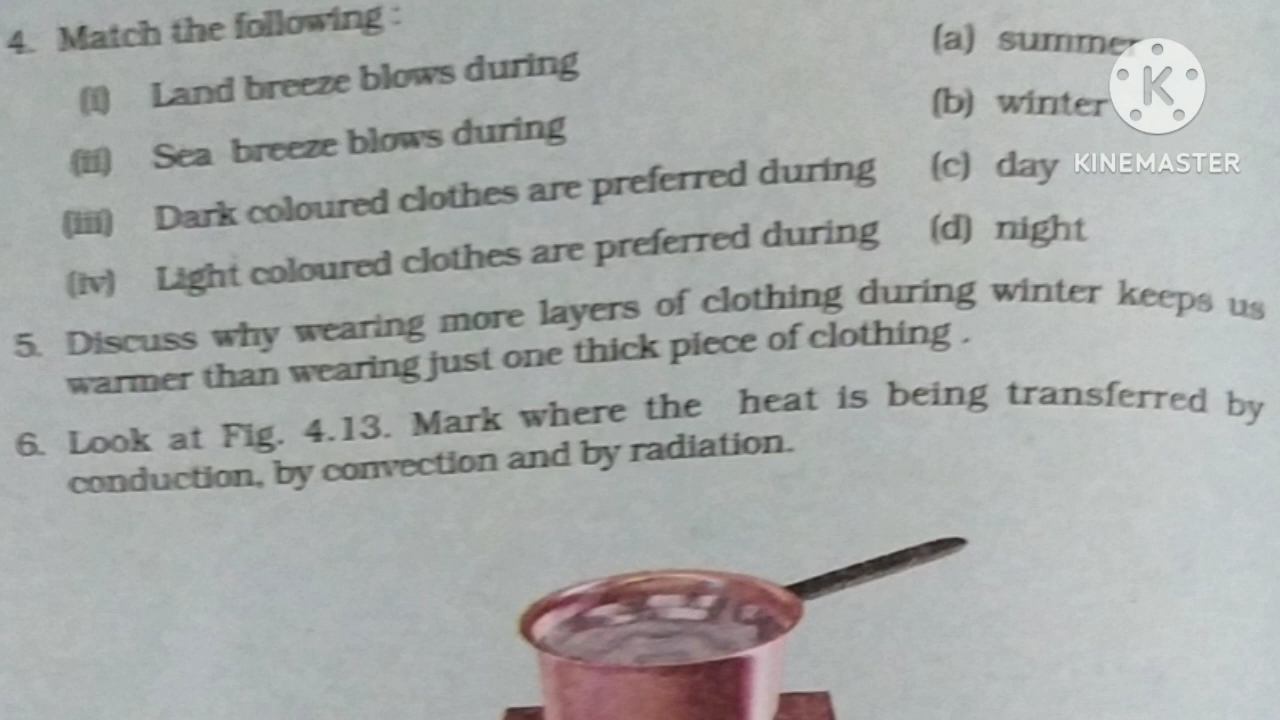 4. Match the following :
(i) Land breeze blows during (a) summer
(ii) Sea breeze blows during (b) winter
(iii) Dark coloured clothes are preferred during (c) day
(iv) Light coloured clothes are preferred during (d) night
5. Discuss why wearing more layers of clothing during winter keeps us
warmer than wearing just one thick piece of clothing .
6. Look at Fig. 4.13. Mark where the heat is being transferred by
conduction, by convection and by radiation.
K
KINEMASTER